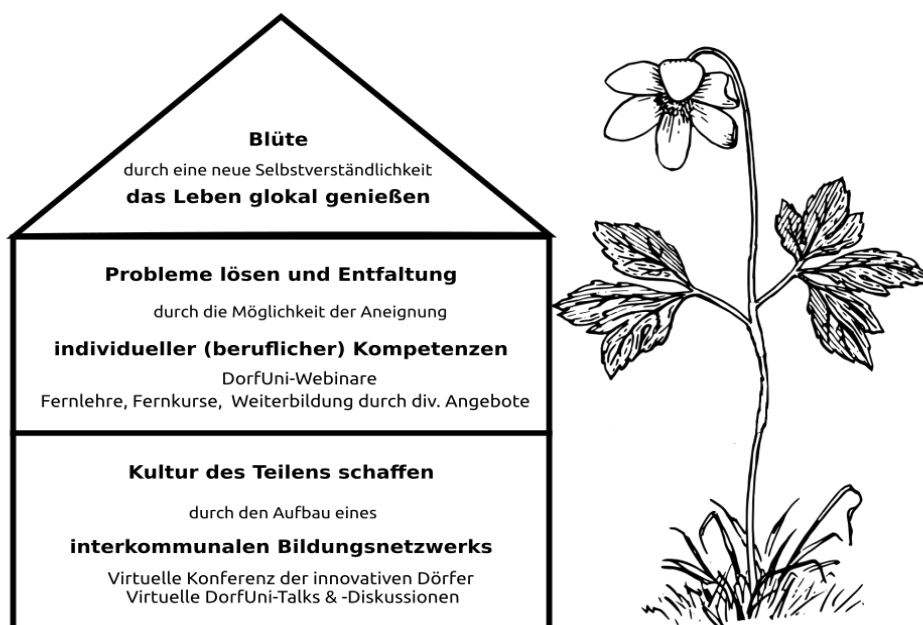 Blüte
durch eine neue Selbstverständlichkeit
das Leben glokal genießen
Probleme lösen und Entfaltung
durch die Möglichkeit der Aneignung
individueller (beruflicher) Kompetenzen
DorfUni-Webinare
Fernlehre, Fernkurse, Weiterbildung durch div. Angebote
Kultur des Teilens schaffen
durch den Aufbau eines
interkommunalen Bildungsnetzwerks
Virtuelle Konferenz der innovativen Dörfer
Virtuelle DorfUni-Talks & -Diskussionen